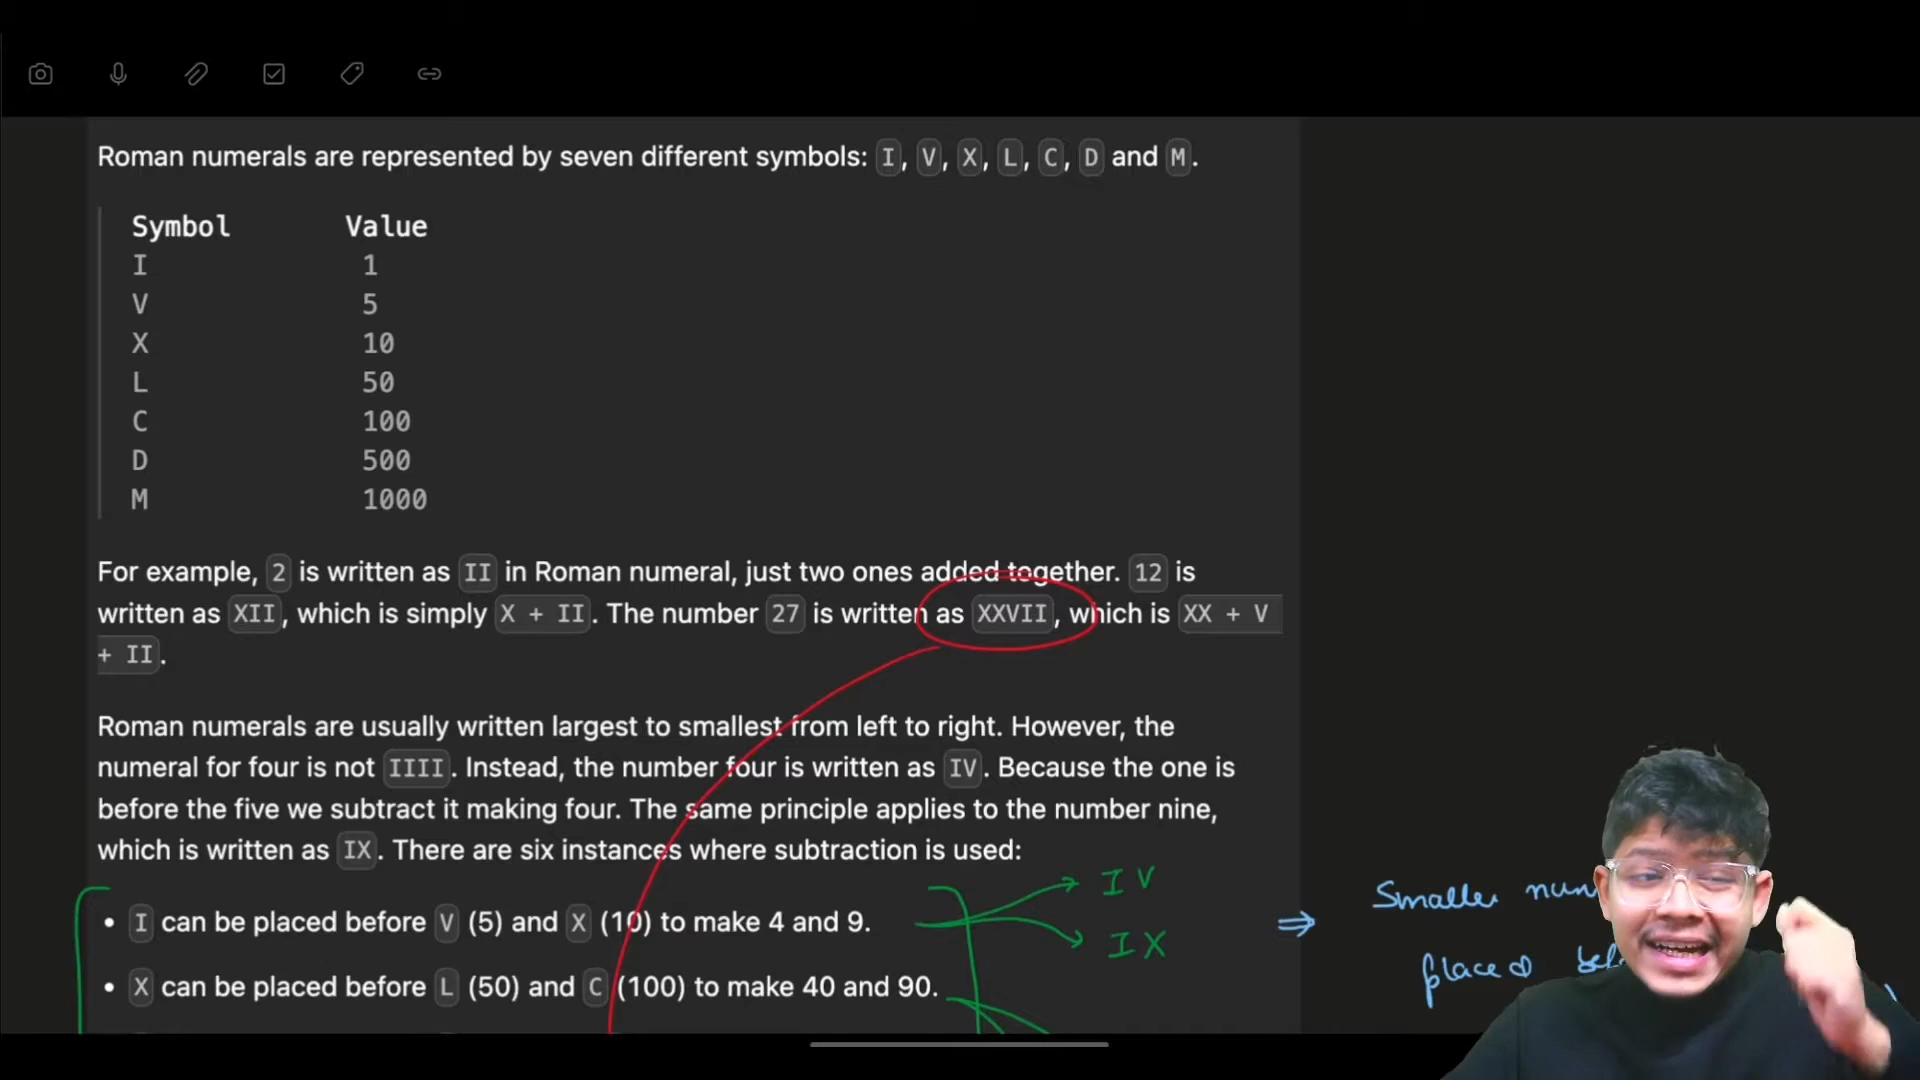 Roman numerals are represented by seven different symbols: I, V, X, L, C, D and M.
Symbol Value
I 1
V 5
X 10
L 50
C 100
D 500
M 1000
For example, 2 is written as II in Roman numeral, just two ones added together. 12 is
written as XII, which is simply X + II. The number 27 is written as XXVII, which is XX + V
+ II.
Roman numerals are usually written largest to smallest from left to right. However, the
numeral for four is not IIII. Instead, the number four is written as IV. Because the one is
before the five we subtract it making four. The same principle applies to the number nine,
which is written as IX. There are six instances where subtraction is used:
• I can be placed before V (5) and X (10) to make 4 and 9.
• X can be placed before L (50) and C (100) to make 40 and 90.
IV
IX
⇒ Smaller
placed